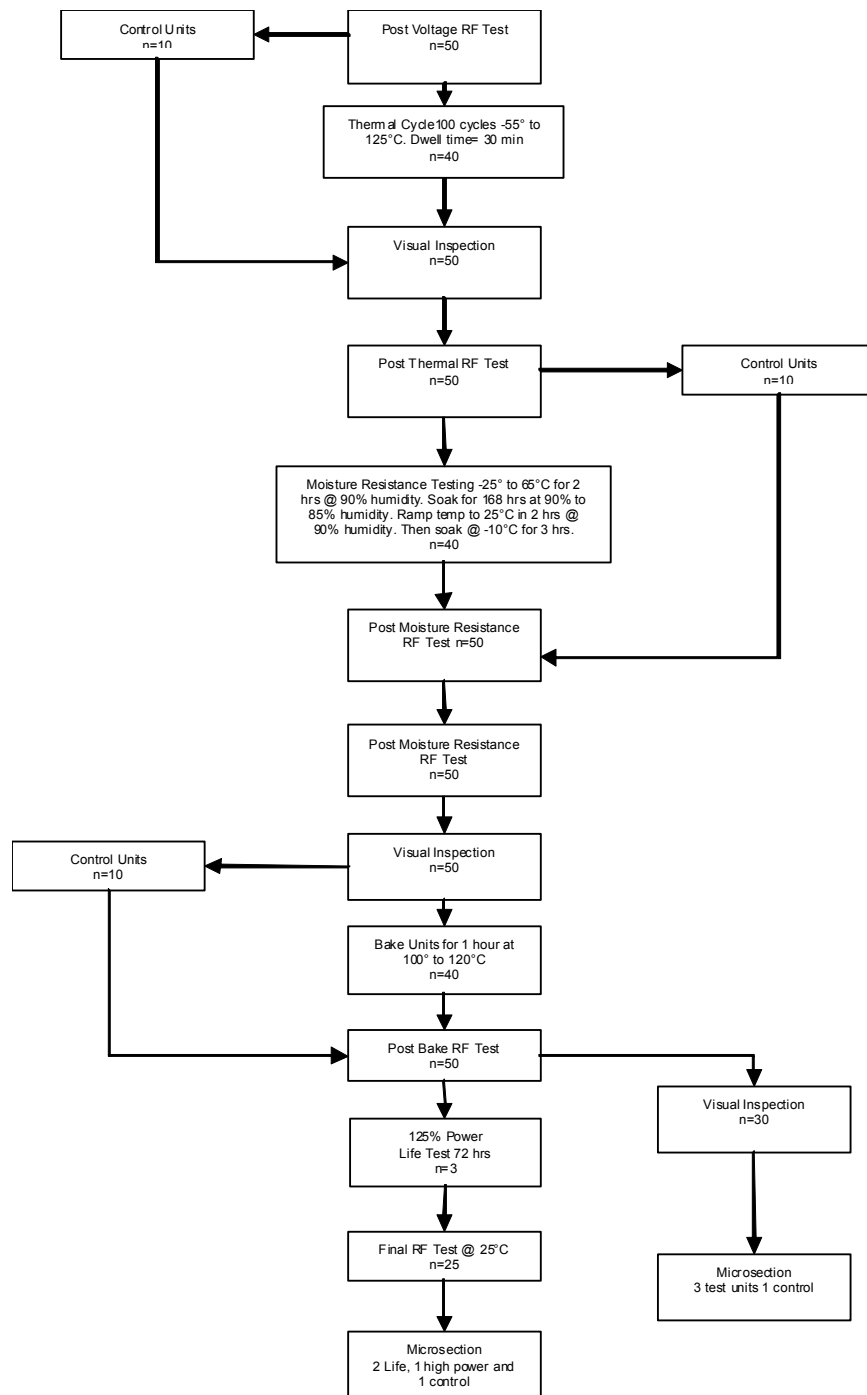 Control Units
n=10
Post Voltage RF Test
n=50
Thermal Cycle100 cycles -55° to
125°C. Dwell time= 30 min
n=40
Visual Inspection
n=50
Post Thermal RF Test
n=50
Control Units
n=10
Moisture Resistance Testing -25° to 65°C for 2
hrs @ 90% humidity. Soak for 168 hrs at 90% to
85% humidity. Ramp temp to 25°C in 2 hrs @
90% humidity. Then soak @ -10°C for 3 hrs.
n=40
Post Moisture Resistance
RF Test n=50
Post Moisture Resistance
RF Test
n=50
Control Units
n=10
Visual Inspection
n=50
Bake Units for 1 hour at
100° to 120°C
n=40
Post Bake RF Test
n=50
Visual Inspection
n=30
125% Power
Life Test 72 hrs
n=3
Final RF Test @ 25°C
n=25
Microsection
3 test units 1 control
Microsection
2 Life, 1 high power and
1 control